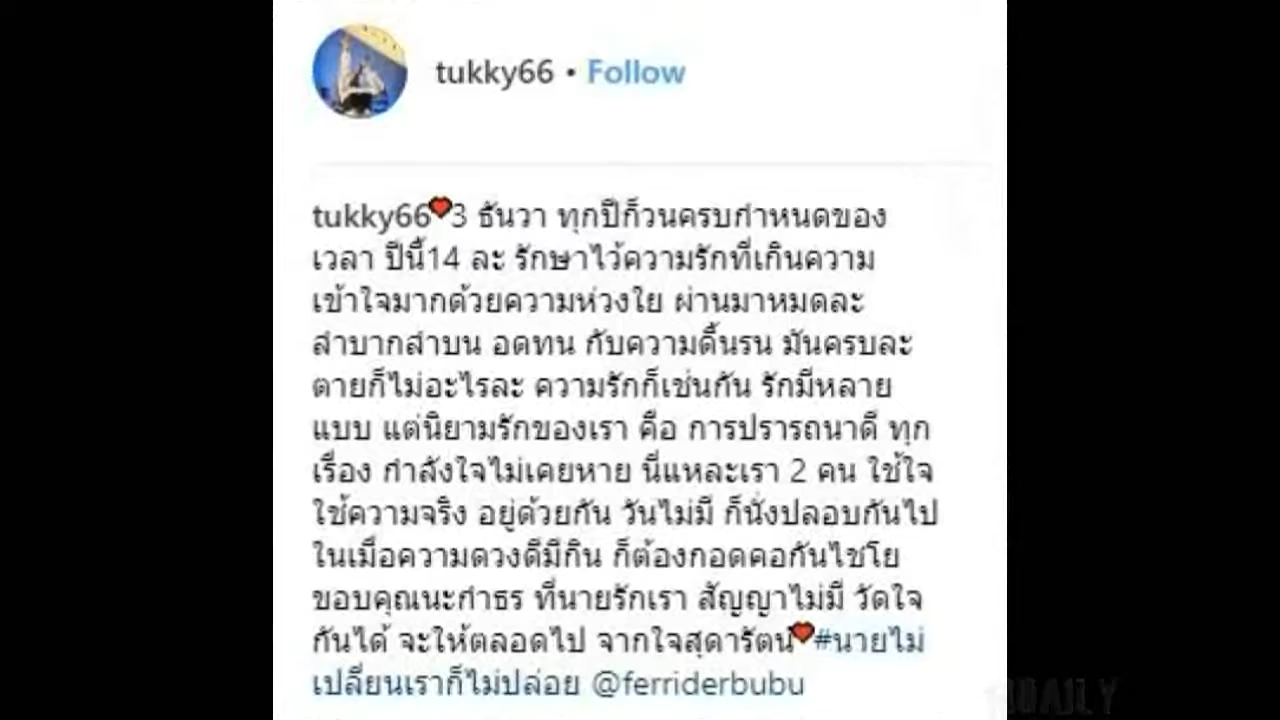 tukky66 • Follow
tukky66❤3 ธันวา ทุกปีก็วนครบกำหนดของ
เวลา ปีนี้14 ละ รักษาไว้ความรักที่เกินความ
เข้าใจมากด้วยความห่วงใย ผ่านมาหมดละ
ลำบากลำบน อดทน กับความดิ้นรน มันครบละ
ตายก็ไม่อะไรละ ความรักก็เช่นกัน รักมีหลาย
แบบ แต่นิยามรักของเรา คือ การปรารถนาดี ทุก
เรื่อง กำลังใจไม่เคยหาย นี่แหละเรา 2 คน ใช้ใจ
ใช้ความจริง อยู่ด้วยกัน วันไม่มี ก็นั่งปลอบกันไป
ในเมื่อความดวงดีมีกิน ก็ต้องกอดคอกันไชโย
ขอบคุณนะกำธร ที่นายรักเรา สัญญาไม่มี วัดใจ
กันได้ จะให้ตลอดไป จากใจสุดารัตน์❤#นายไม่
เปลี่ยนเราก็ไม่ปล่อย @ferriderbubu